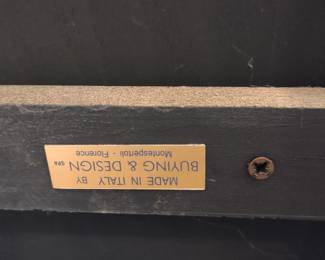 MADE IN ITALY BY
BUYING & DESIGN SPA
Montespertoli - Florence